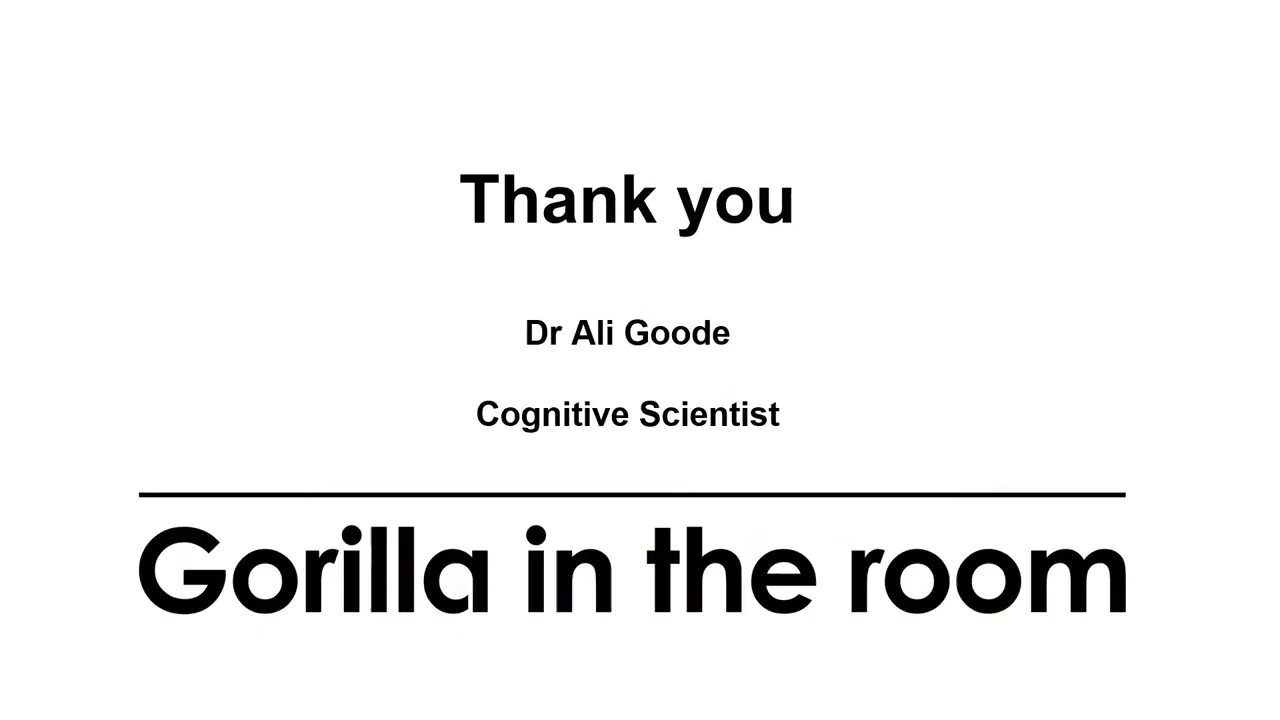 Thank you
Dr Ali Goode
Cognitive Scientist
Gorilla in the room